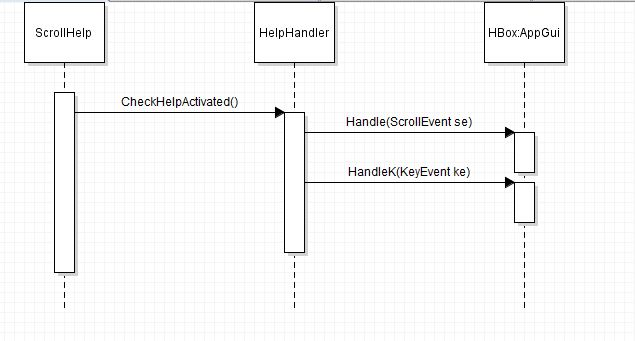 ScrollHelp
HelpHandler
HBox:AppGui
CheckHelpActivated()
Handle(ScrollEvent se)
HandleK(KeyEvent ke)